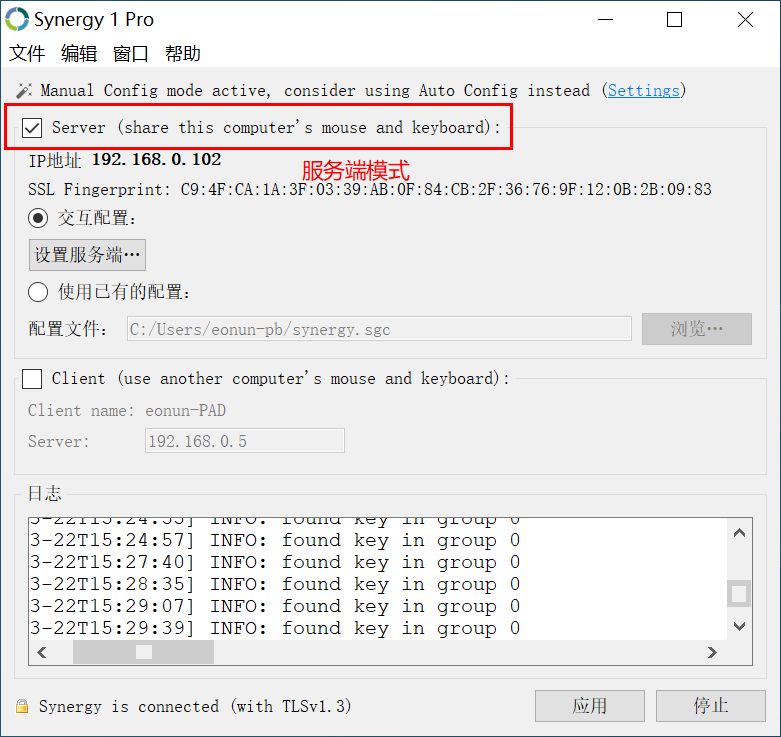 Synergy 1 Pro
文件 编辑 窗口 帮助
Manual Config mode active, consider using Auto Config instead (Settings)
Server (share this computer's mouse and keyboard):
IP地址 192.168.0.102
服务端模式
SSL Fingerprint: C9:4F:CA:1A:3F:03:39:AB:0F:84:CB:2F:36:76:9F:12:0B:2B:09:83
交互配置:
设置服务端…
使用已有的配置:
配置文件: C:/Users/eonun-pb/synergy.sgc 浏览…
Client (use another computer's mouse and keyboard):
Client name: eonun-PAD
Server: 192.168.0.5
日志
3-22T15:24:55] INFO: found key in group 0
3-22T15:24:57] INFO: found key in group 0
3-22T15:27:40] INFO: found key in group 0
3-22T15:28:35] INFO: found key in group 0
3-22T15:29:07] INFO: found key in group 0
3-22T15:29:39] INFO: found key in group 0
Synergy is connected (with TLSv1.3) 应用 停止